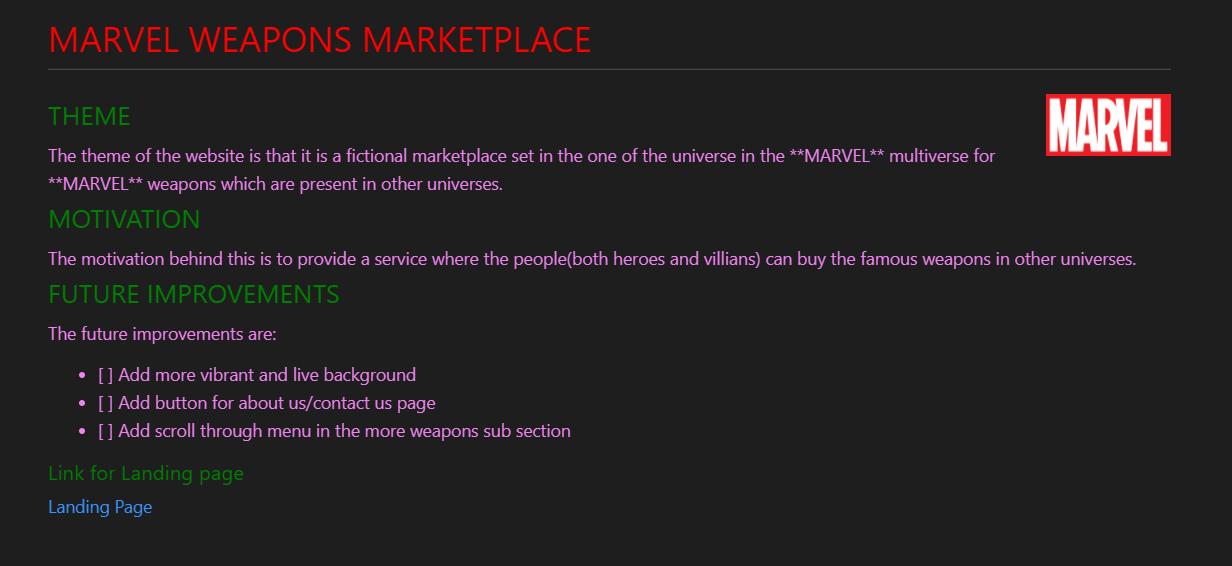 MARVEL WEAPONS MARKETPLACE
MARVEL
THEME
The theme of the website is that it is a fictional marketplace set in the one of the universe in the **MARVEL** multiverse for
**MARVEL** weapons which are present in other universes.
MOTIVATION
The motivation behind this is to provide a service where the people(both heroes and villians) can buy the famous weapons in other universes.
FUTURE IMPROVEMENTS
The future improvements are:
• [ ] Add more vibrant and live background
• [ ] Add button for about us/contact us page
• [ ] Add scroll through menu in the more weapons sub section
Link for Landing page
Landing Page